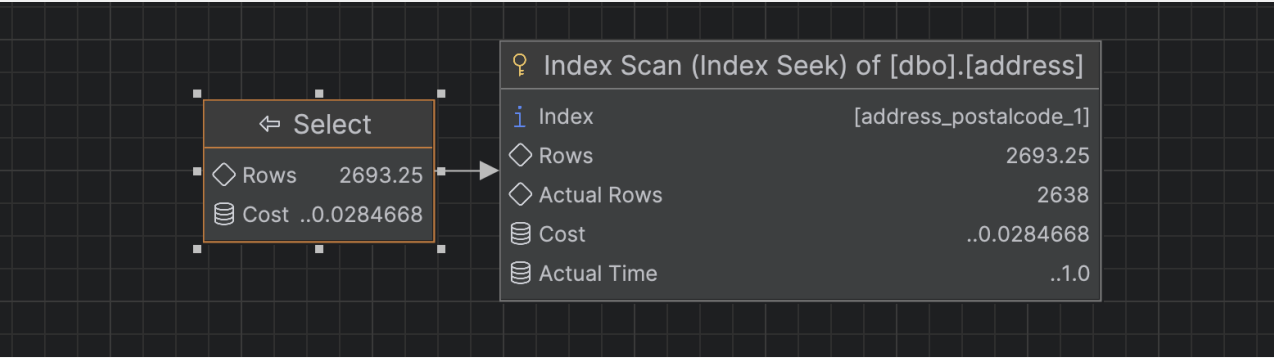 Select
Rows 2693.25
Cost ..0.0284668
Index Scan (Index Seek) of [dbo].[address]
Index [address_postalcode_1]
Rows 2693.25
Actual Rows 2638
Cost ..0.0284668
Actual Time ..1.0